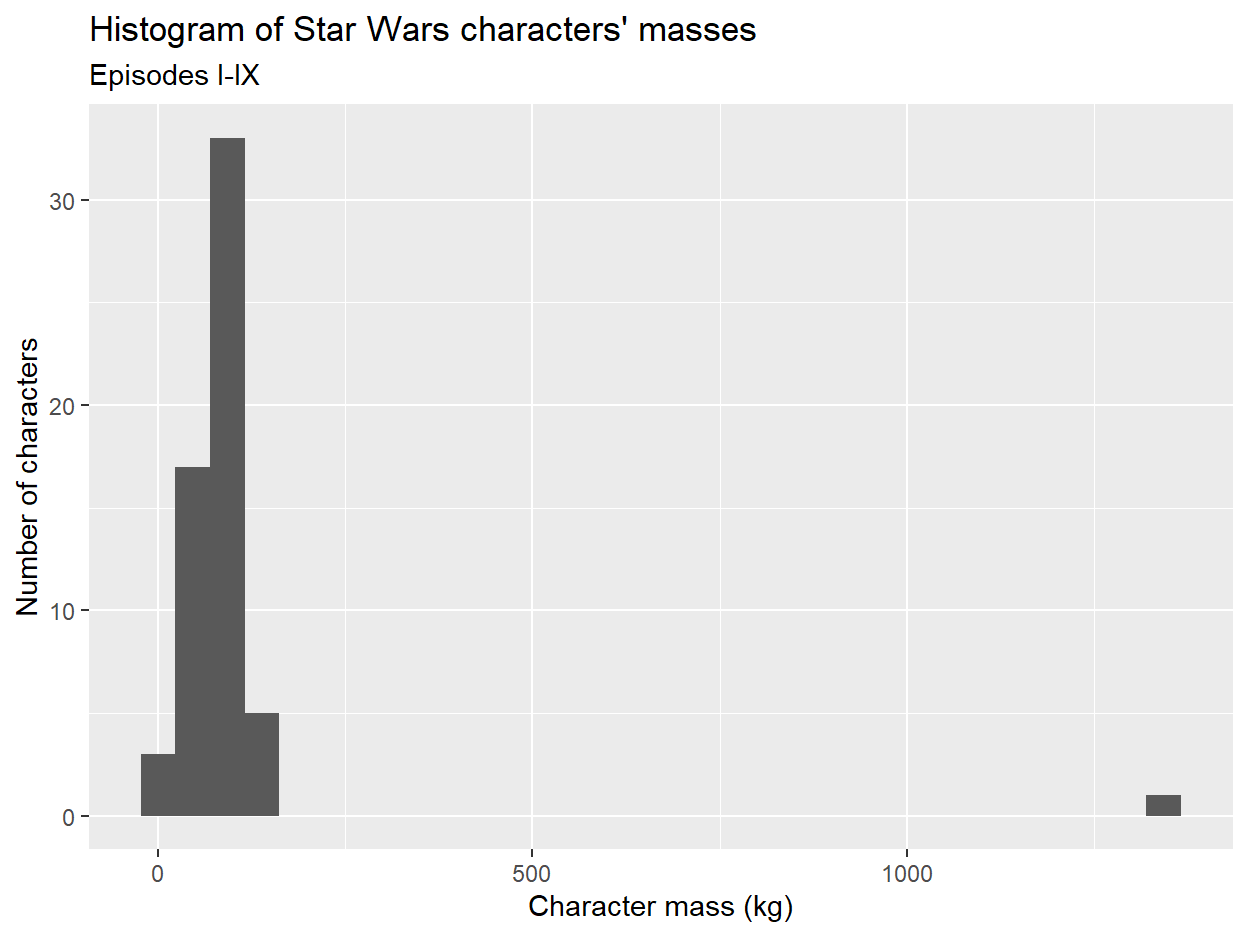 Histogram of Star Wars characters' masses
Episodes I-IX
Number of characters
30
20
10
0
0 500 1000
Character mass (kg)